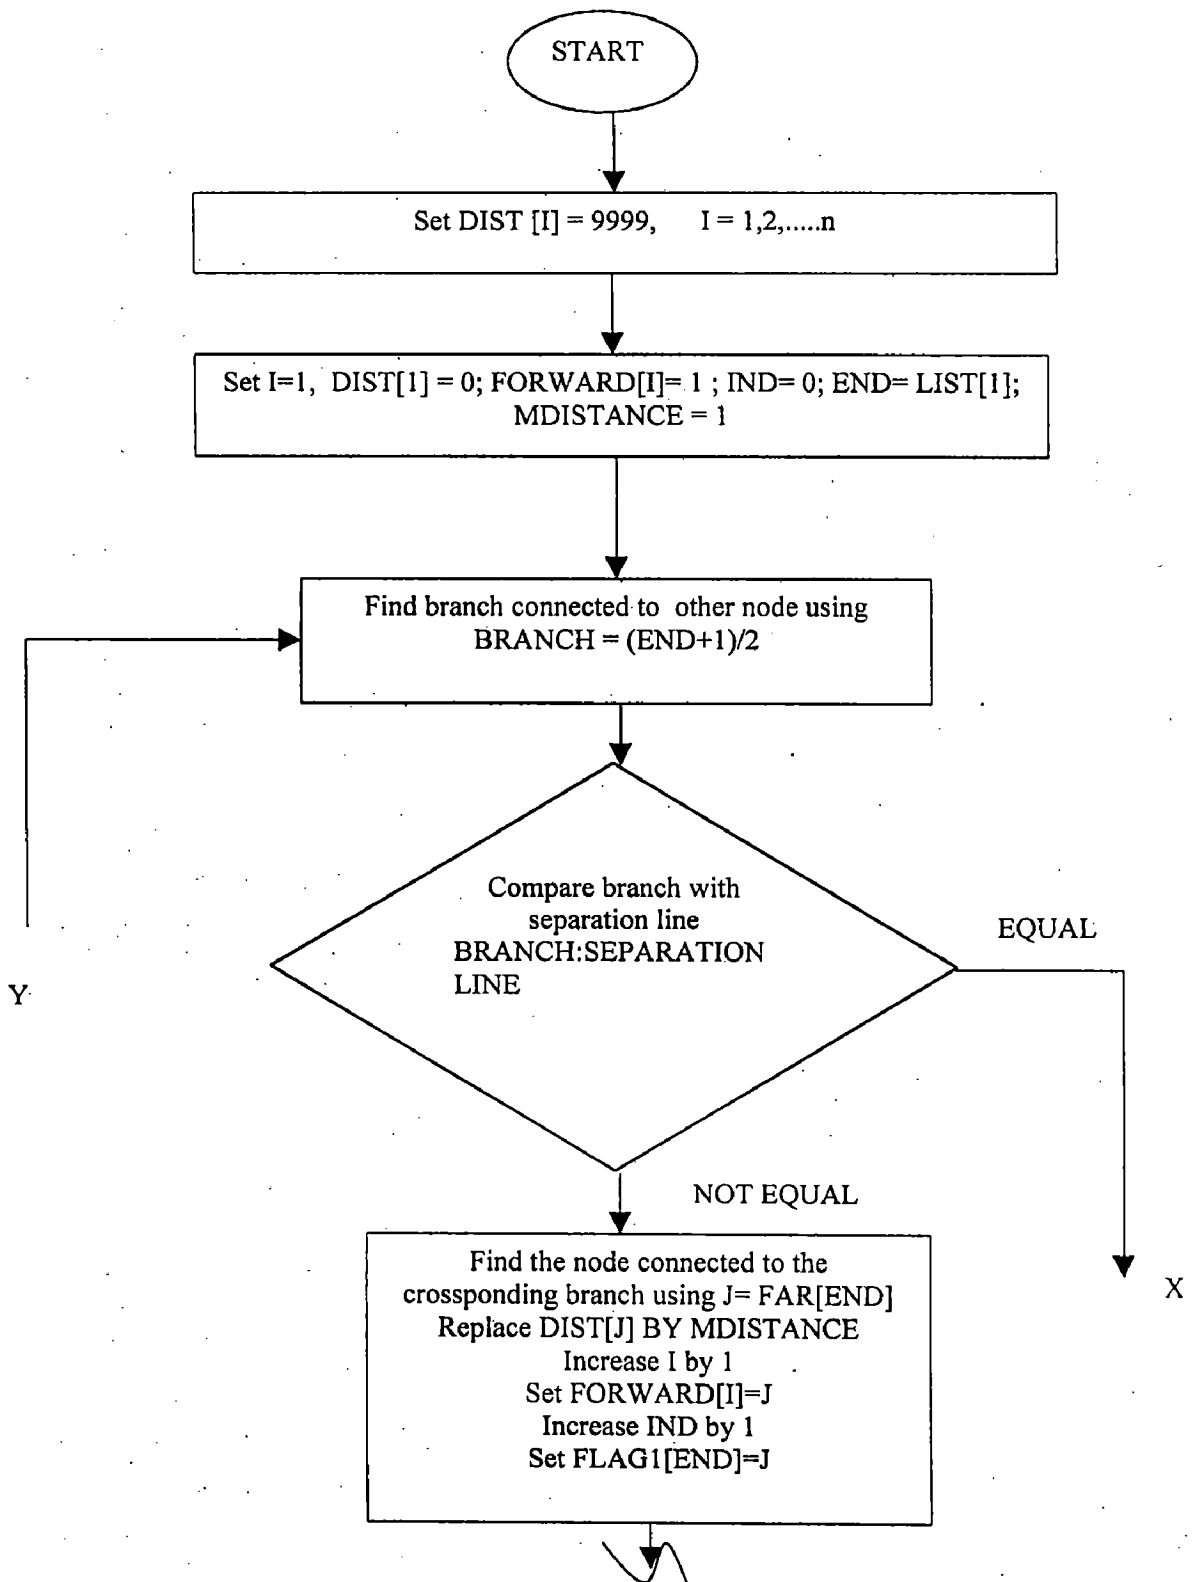 START
Set DIST [I] = 9999, I = 1,2,.....n
Set I=1, DIST[1] = 0; FORWARD[I]= 1 ; IND= 0; END= LIST[1];
MDISTANCE = 1
Find branch connected to other node using
BRANCH = (END+1)/2
Compare branch with
separation line
BRANCH:SEPARATION
LINE
EQUAL
Y
NOT EQUAL
X
Find the node connected to the
crossponding branch using J= FAR[END]
Replace DIST[J] BY MDISTANCE
Increase I by 1
Set FORWARD[I]=J
Increase IND by 1
Set FLAG1[END]=J